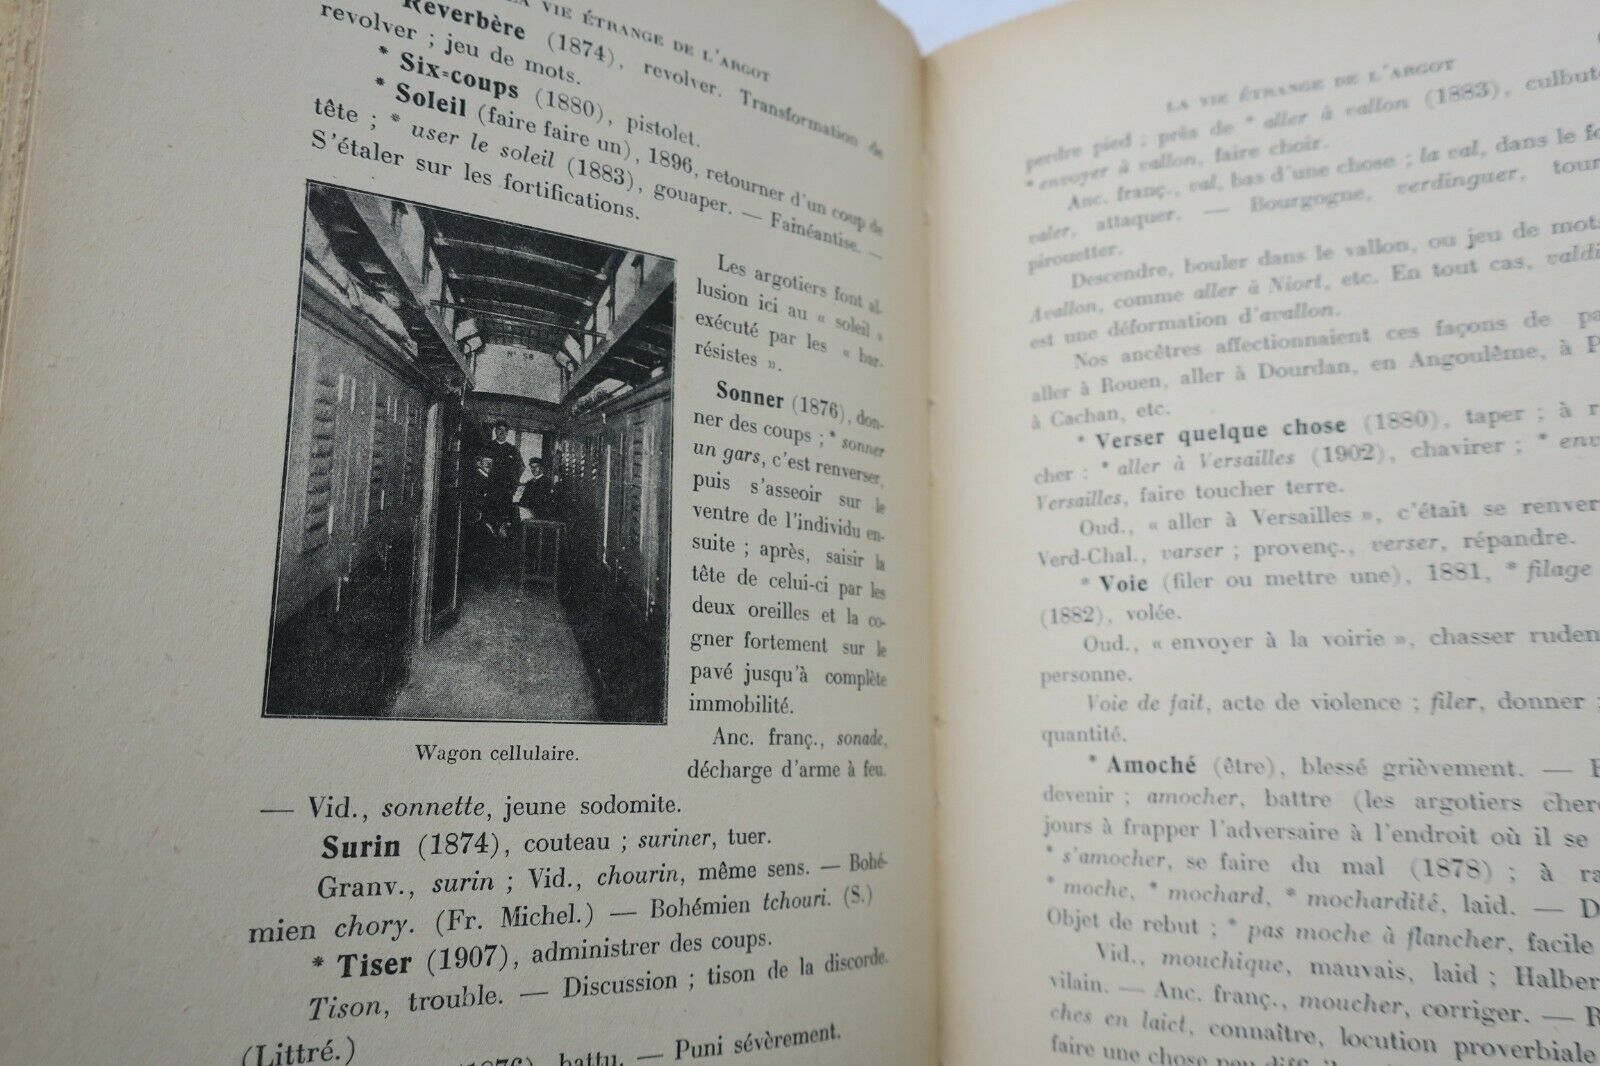 LA VIE ÉTRANGE DE L'ARGOT
Réverbère (1874), revolver. Transformation de
revolver ; jeu de mots.
* Six-coups (1880), pistolet.
* Soleil (faire faire un), 1896, retourner d'un coup de
tête ; * user le soleil (1883), gouaper. — Fainéantise. —
S'étaler sur les fortifications.
Les argotiers font al-
lusion ici au « soleil »
exécuté par les « bar-
résistes ».
Sonner (1876), don-
ner des coups ; * sonner
un gars, c'est renverser,
puis s'asseoir sur le
ventre de l'individu en-
suite ; après, saisir la
tête de celui-ci par les
deux oreilles et la co-
gner fortement sur le
pavé jusqu'à complète
immobilité.
Anc. franç., sonade,
décharge d'arme à feu.
N° 58
Wagon cellulaire.
— Vid., sonnette, jeune sodomite.
Surin (1874), couteau ; suriner, tuer.
Granv., surin ; Vid., chourin, même sens. — Bohé-
mien chory. (Fr. Michel.) — Bohémien tchouri. (S.)
* Tiser (1907), administrer des coups.
Tison, trouble. — Discussion ; tison de la discorde.
(Littré.)
battu. — Puni sévèrement.
LA VIE ÉTRANGE DE L'ARGOT
perdre pied ; près de * aller à vallon (1883), culbute
* envoyer à vallon, faire choir.
Anc. franç., val, bas d'une chose ; la val, dans le fo
valer, attaquer. — Bourgogne, verdinguer, tour
pirouetter.
Descendre, bouler dans le vallon, ou jeu de mots
Avallon, comme aller à Niort, etc. En tout cas, valdi
est une déformation d'avallon.
Nos ancêtres affectionnaient ces façons de pa
aller à Rouen, aller à Dourdan, en Angoulême, à P
à Cachan, etc.
* Verser quelque chose (1880), taper ; à r
cher : * aller à Versailles (1902), chavirer ; * env
Versailles, faire toucher terre.
Oud., « aller à Versailles », c'était se renver
Verd-Chal., varser ; provenç., verser, répandre.
* Voie (filer ou mettre une), 1881, * filage
(1882), volée.
Oud., « envoyer à la voirie », chasser ruden
personne.
Voie de fait, acte de violence ; filer, donner ;
quantité.
* Amoché (être), blessé grièvement. —
devenir ; amocher, battre (les argotiers cherc
jours à frapper l'adversaire à l'endroit où il se
* s'amocher, se faire du mal (1878) ; à ra
* moche, * mochard, * mochardité, laid. — D
Objet de rebut ; * pas moche à flancher, facile
Vid., mouchique, mauvais, laid ; Halber
vilain. — Anc. franç., moucher, corriger. — R
ches en laict, connaître, locution proverbiale
faire une chose peu